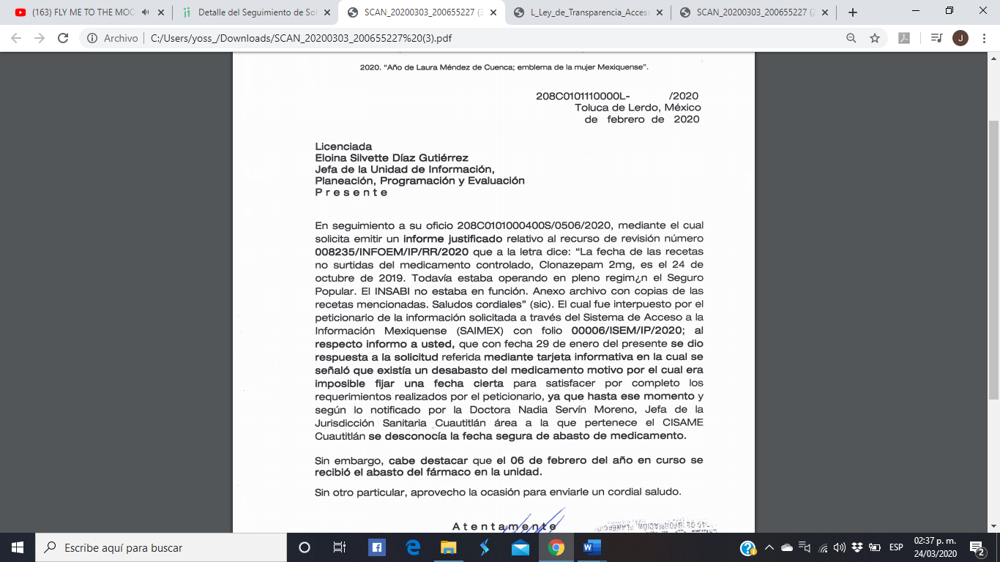 (163) FLY ME TO THE MOO
Detalle del Seguimiento de Sol
SCAN_20200303_200655227 (3
L_Ley_de_Transparencia_Acces
SCAN_20200303_200655227 (2
Archivo
C:/Users/yoss_/Downloads/SCAN_20200303_200655227%20(3).pdf
J
2020. “Año de Laura Méndez de Cuenca; emblema de la mujer Mexiquense”.
208C0101110000L- /2020
Toluca de Lerdo, México
de febrero de 2020
Licenciada
Eloina Silvette Díaz Gutiérrez
Jefa de la Unidad de Información,
Planeación, Programación y Evaluación
P r e s e n t e
En seguimiento a su oficio 208C0101000400S/0506/2020, mediante el cual
solicita emitir un informe justificado relativo al recurso de revisión número
008235/INFOEM/IP/RR/2020 que a la letra dice: “La fecha de las recetas
no surtidas del medicamento controlado, Clonazepam 2mg, es el 24 de
octubre de 2019. Todavía estaba operando en pleno regim¿n el Seguro
Popular. El INSABI no estaba en función. Anexo archivo con copias de las
recetas mencionadas. Saludos cordiales” (sic). El cual fue interpuesto por el
peticionario de la información solicitada a través del Sistema de Acceso a la
Información Mexiquense (SAIMEX) con folio 00006/ISEM/IP/2020; al
respecto informo a usted, que con fecha 29 de enero del presente se dio
respuesta a la solicitud referida mediante tarjeta informativa en la cual se
señaló que existía un desabasto del medicamento motivo por el cual era
imposible fijar una fecha cierta para satisfacer por completo los
requerimientos realizados por el peticionario, ya que hasta ese momento y
según lo notificado por la Doctora Nadia Servín Moreno, Jefa de la
Jurisdicción Sanitaria Cuautitlán área a la que pertenece el CISAME
Cuautitlán se desconocía la fecha segura de abasto de medicamento.
Sin embargo, cabe destacar que el 06 de febrero del año en curso se
recibió el abasto del fármaco en la unidad.
Sin otro particular, aprovecho la ocasión para enviarle un cordial saludo.
A t e n t a m e n t e
Escribe aquí para buscar
ESP
02:37 p. m.
24/03/2020
2